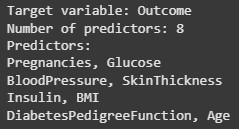 Target variable: Outcome
Number of predictors: 8
Predictors:
Pregnancies, Glucose
BloodPressure, SkinThickness
Insulin, BMI
DiabetesPedigreeFunction, Age